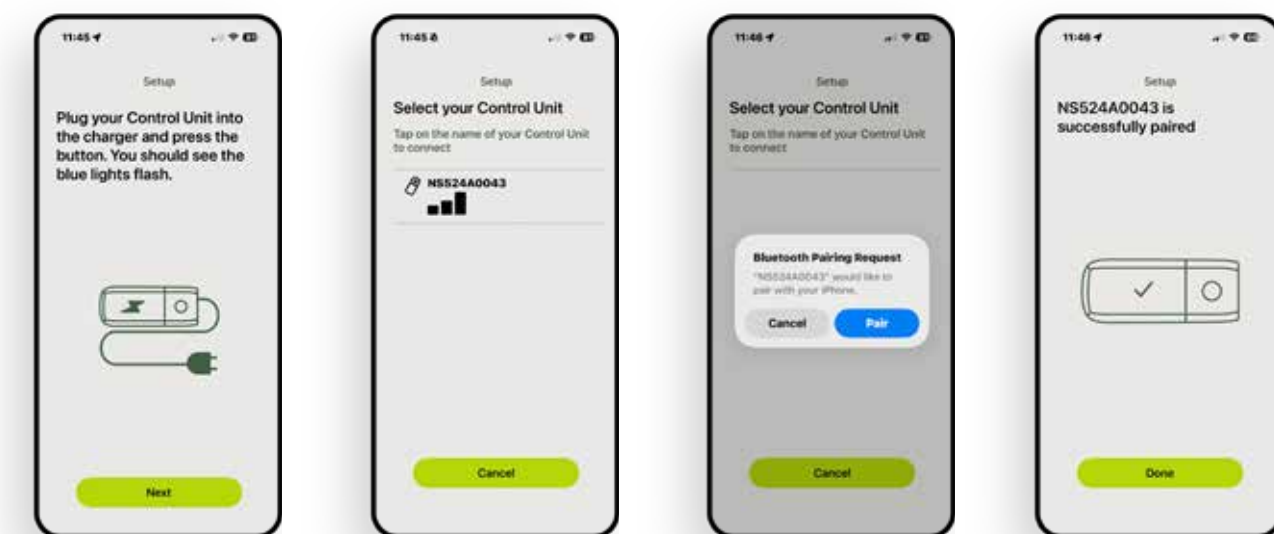 11:45
Setup
Plug your Control Unit into
the charger and press the
button. You should see the
blue lights flash.
Next
11:45
Setup
Select your Control Unit
Tap on the name of your Control Unit
to connect
NS524A0043
Cancel
11:46
Setup
Select your Control Unit
Tap on the name of your Control Unit
to connect
Bluetooth Pairing Request
"NS524A0043" would like to
pair with your iPhone.
Cancel
Pair
Cancel
11:46
Setup
NS524A0043 is
successfully paired
Done